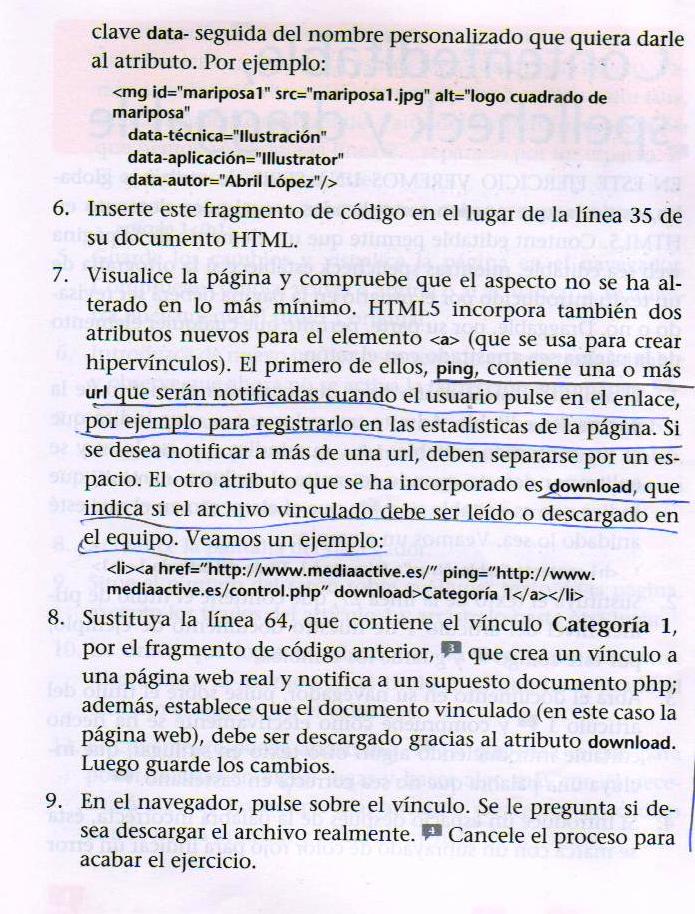 clave data- seguida del nombre personalizado que quiera darle
al atributo. Por ejemplo:
<mg id="mariposa1" src="mariposa1.jpg" alt="logo cuadrado de
mariposa"
data-técnica="Ilustración"
data-aplicación="Illustrator"
data-autor="Abril López"/>
6. Inserte este fragmento de código en el lugar de la línea 35 de
su documento HTML.
7. Visualice la página y compruebe que el aspecto no se ha al-
terado en lo más mínimo. HTML5 incorpora también dos
atributos nuevos para el elemento <a> (que se usa para crear
hipervínculos). El primero de ellos, ping, contiene una o más
url que serán notificadas cuando el usuario pulse en el enlace,
por ejemplo para registrarlo en las estadísticas de la página. Si
se desea notificar a más de una url, deben separarse por un es-
pacio. El otro atributo que se ha incorporado es download, que
indica si el archivo vinculado debe ser leído o descargado en
el equipo. Veamos un ejemplo:
<li><a href="http://www.mediaactive.es/" ping="http://www.
mediaactive.es/control.php" download>Categoría 1</a></li>
8. Sustituya la línea 64, que contiene el vínculo Categoría 1,
por el fragmento de código anterior, 3 que crea un vínculo a
una página web real y notifica a un supuesto documento php;
además, establece que el documento vinculado (en este caso la
página web), debe ser descargado gracias al atributo download.
Luego guarde los cambios.
9. En el navegador, pulse sobre el vínculo. Se le pregunta si de-
sea descargar el archivo realmente. 4 Cancele el proceso para
acabar el ejercicio.